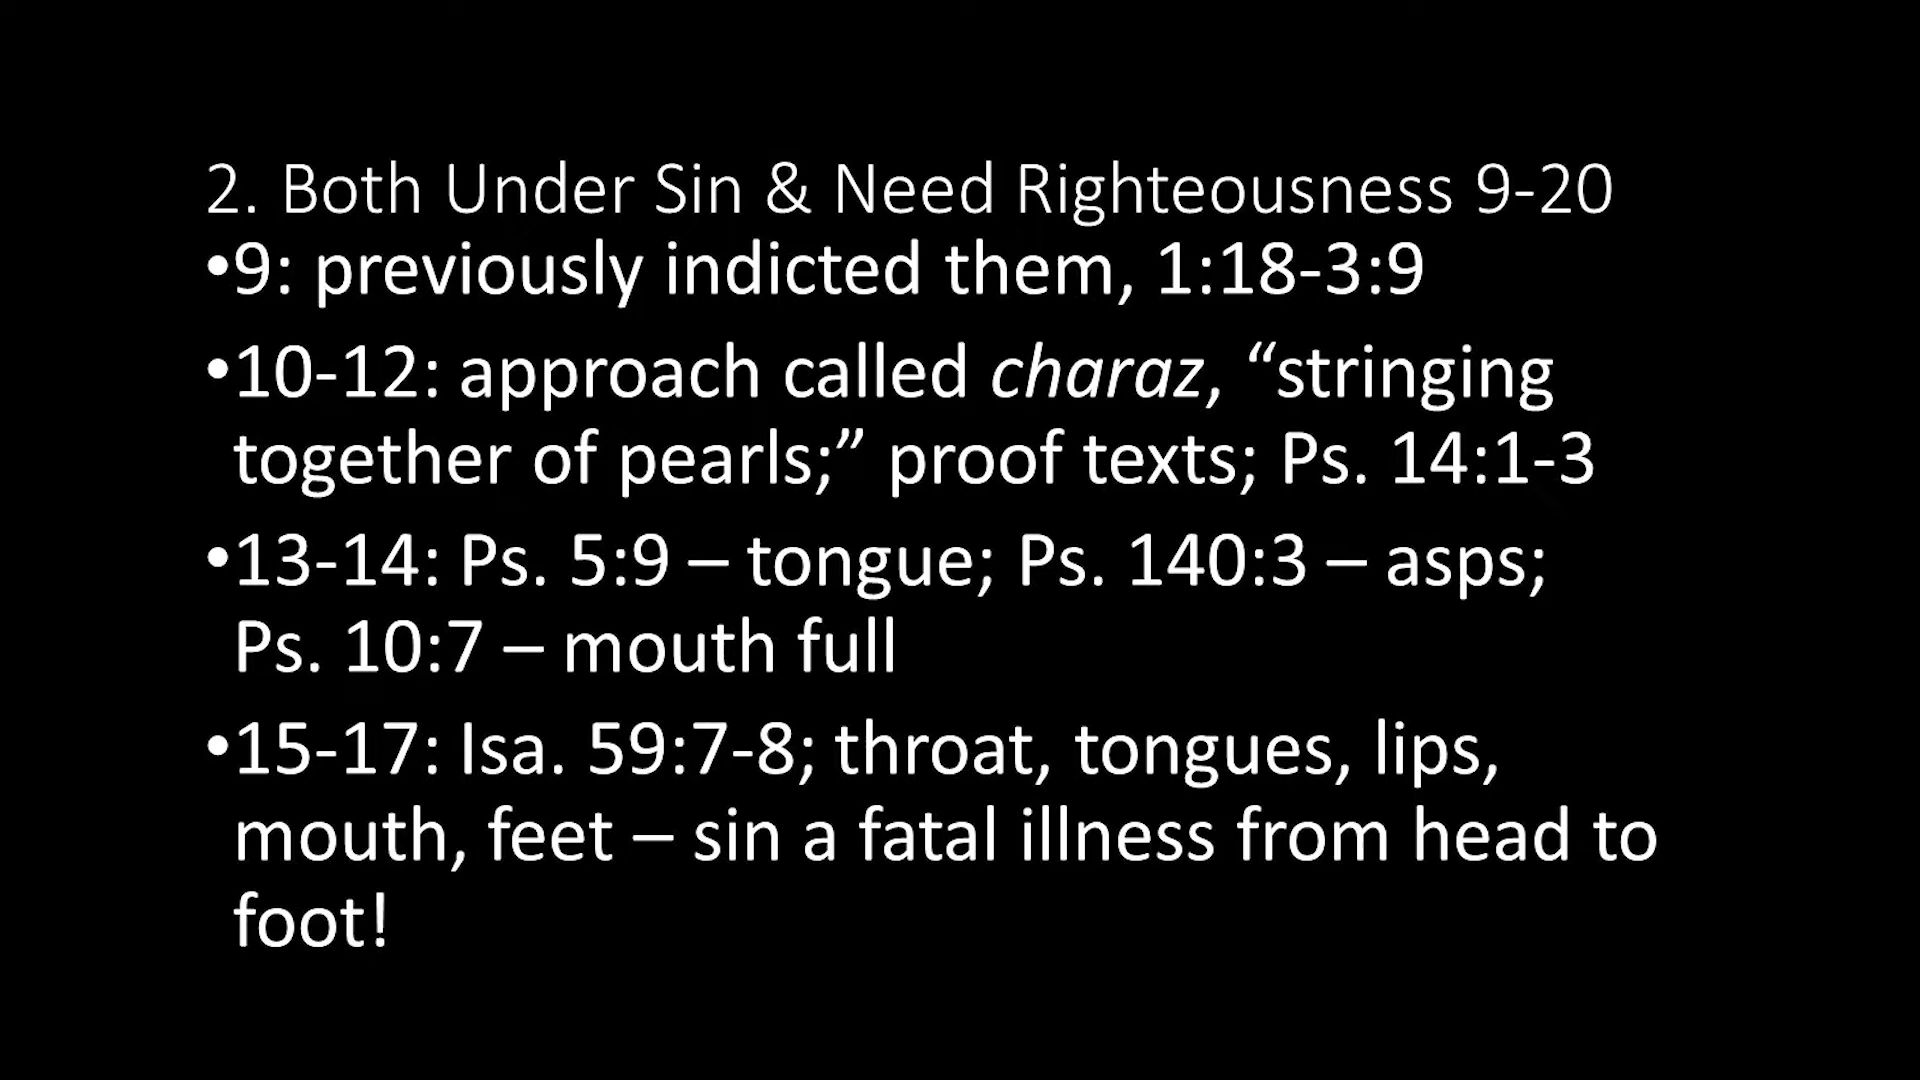 2. Both Under Sin & Need Righteousness 9-20
•9: previously indicted them, 1:18-3:9
•10-12: approach called charaz, “stringing
together of pearls;” proof texts; Ps. 14:1-3
•13-14: Ps. 5:9 – tongue; Ps. 140:3 – asps;
Ps. 10:7 – mouth full
•15-17: Isa. 59:7-8; throat, tongues, lips,
mouth, feet – sin a fatal illness from head to
foot!